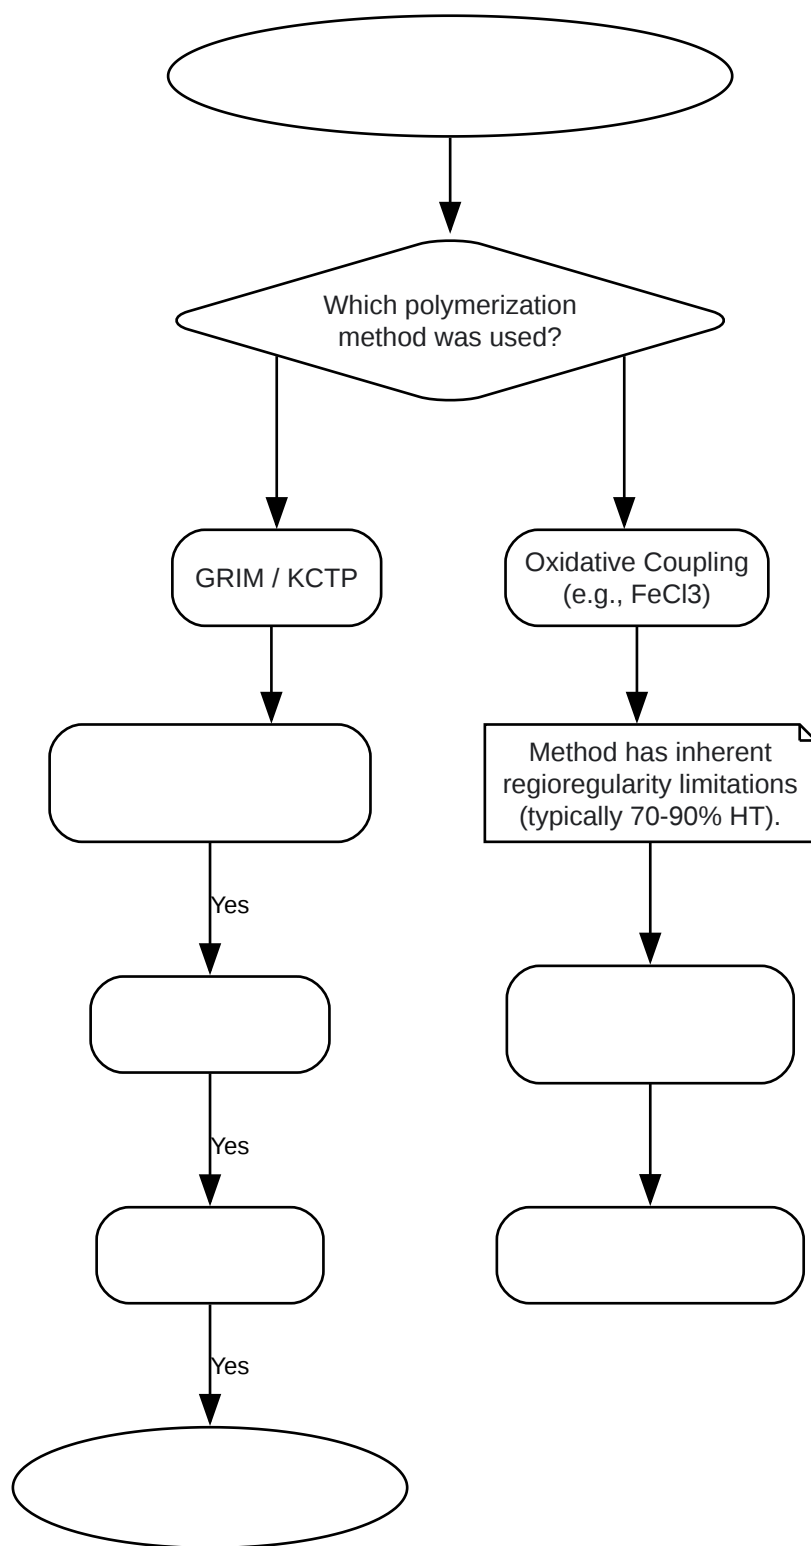 Which polymerization
method was used?
GRIM / KCTP
Oxidative Coupling
(e.g., FeCl3)
Method has inherent
regioregularity limitations
(typically 70-90% HT).
Yes
Yes
Yes